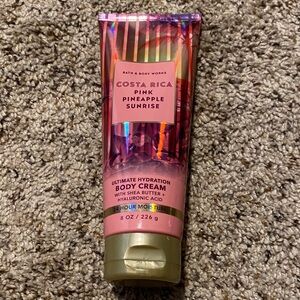 BATH & BODY WORKS
COSTA RICA
PINK
PINEAPPLE
SUNRISE
ULTIMATE HYDRATION
BODY CREAM
WITH SHEA BUTTER +
HYALURONIC ACID
HOUR
8 OZ / 226 g